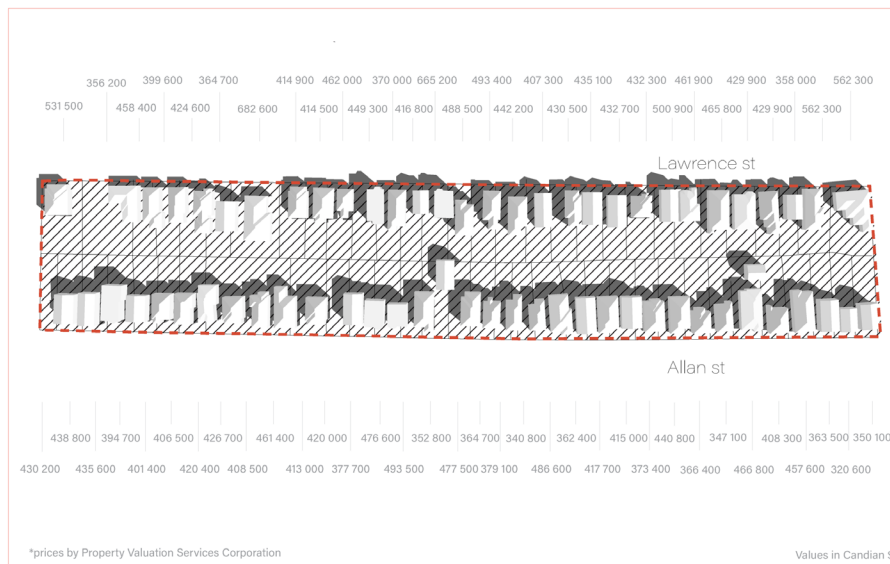 356 200 399 600 364 700 414 900 462 000 370 000 665 200 493 400 407 300 435 100 432 300 461 900 429 900 358 000 562 300
531 500 458 400 424 600 682 600 414 500 449 300 416 800 488 500 442 200 430 500 432 700 500 900 465 800 429 900 562 300
Lawrence st
Allan st
438 800 394 700 406 500 426 700 461 400 420 000 476 600 352 800 364 700 340 800 362 400 415 000 440 800 347 100 408 300 363 500 350 100
430 200 435 600 401 400 420 400 408 500 413 000 377 700 493 500 477 500 379 100 486 600 417 700 373 400 366 400 466 800 457 600 320 600
*prices by Property Valuation Services Corporation
Values in Candian $